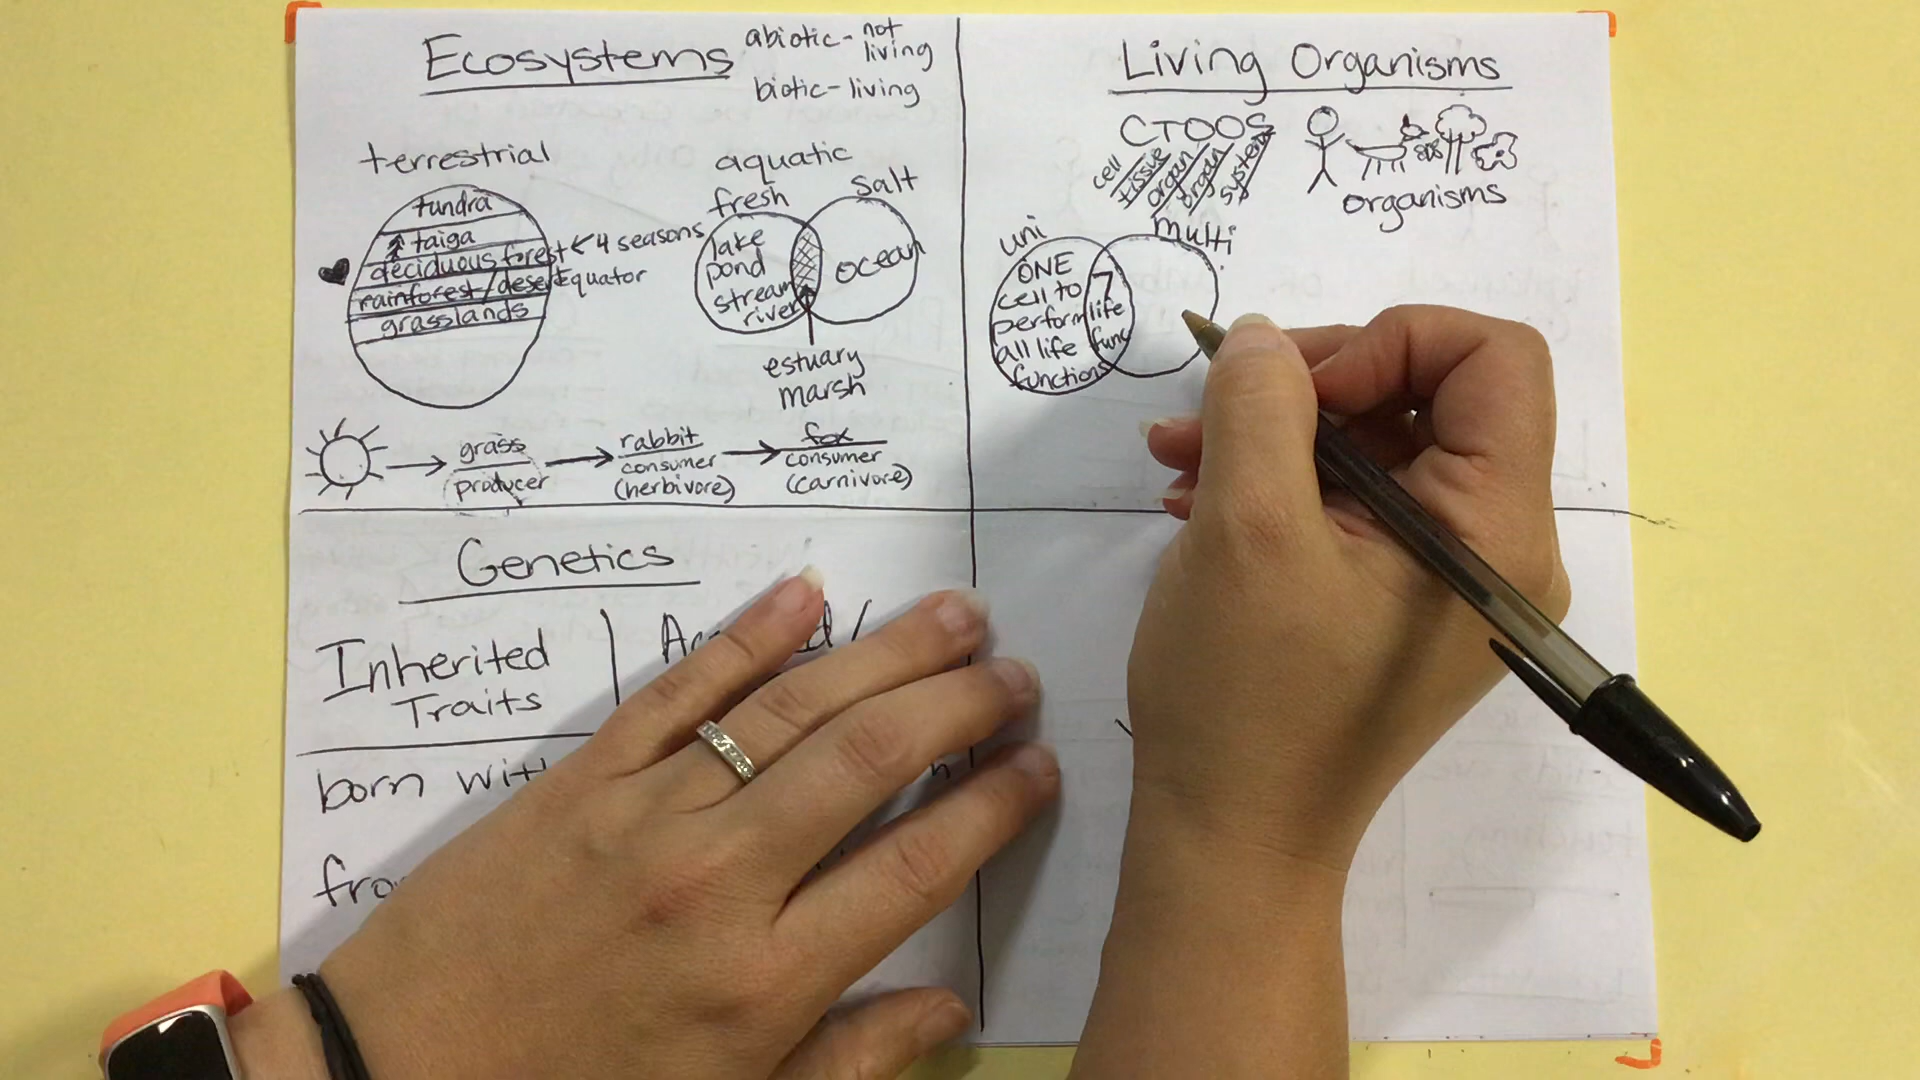 Ecosystems
abiotic - not
living
biotic - living
terrestrial
tundra
taiga
deciduous forest ← 4 seasons
rainforest/desert Equator
grasslands
aquatic
fresh
salt
lake
pond
stream
river
ocean
estuary
marsh
grass
producer
rabbit
consumer
(herbivore)
fox
consumer
(carnivore)
Living Organisms
CTOOS
cell
tissue
organ
organ
system
organisms
uni
multi
ONE
cell to
perform
all life
functions
7
life
func
Genetics
Inherited
Traits
born